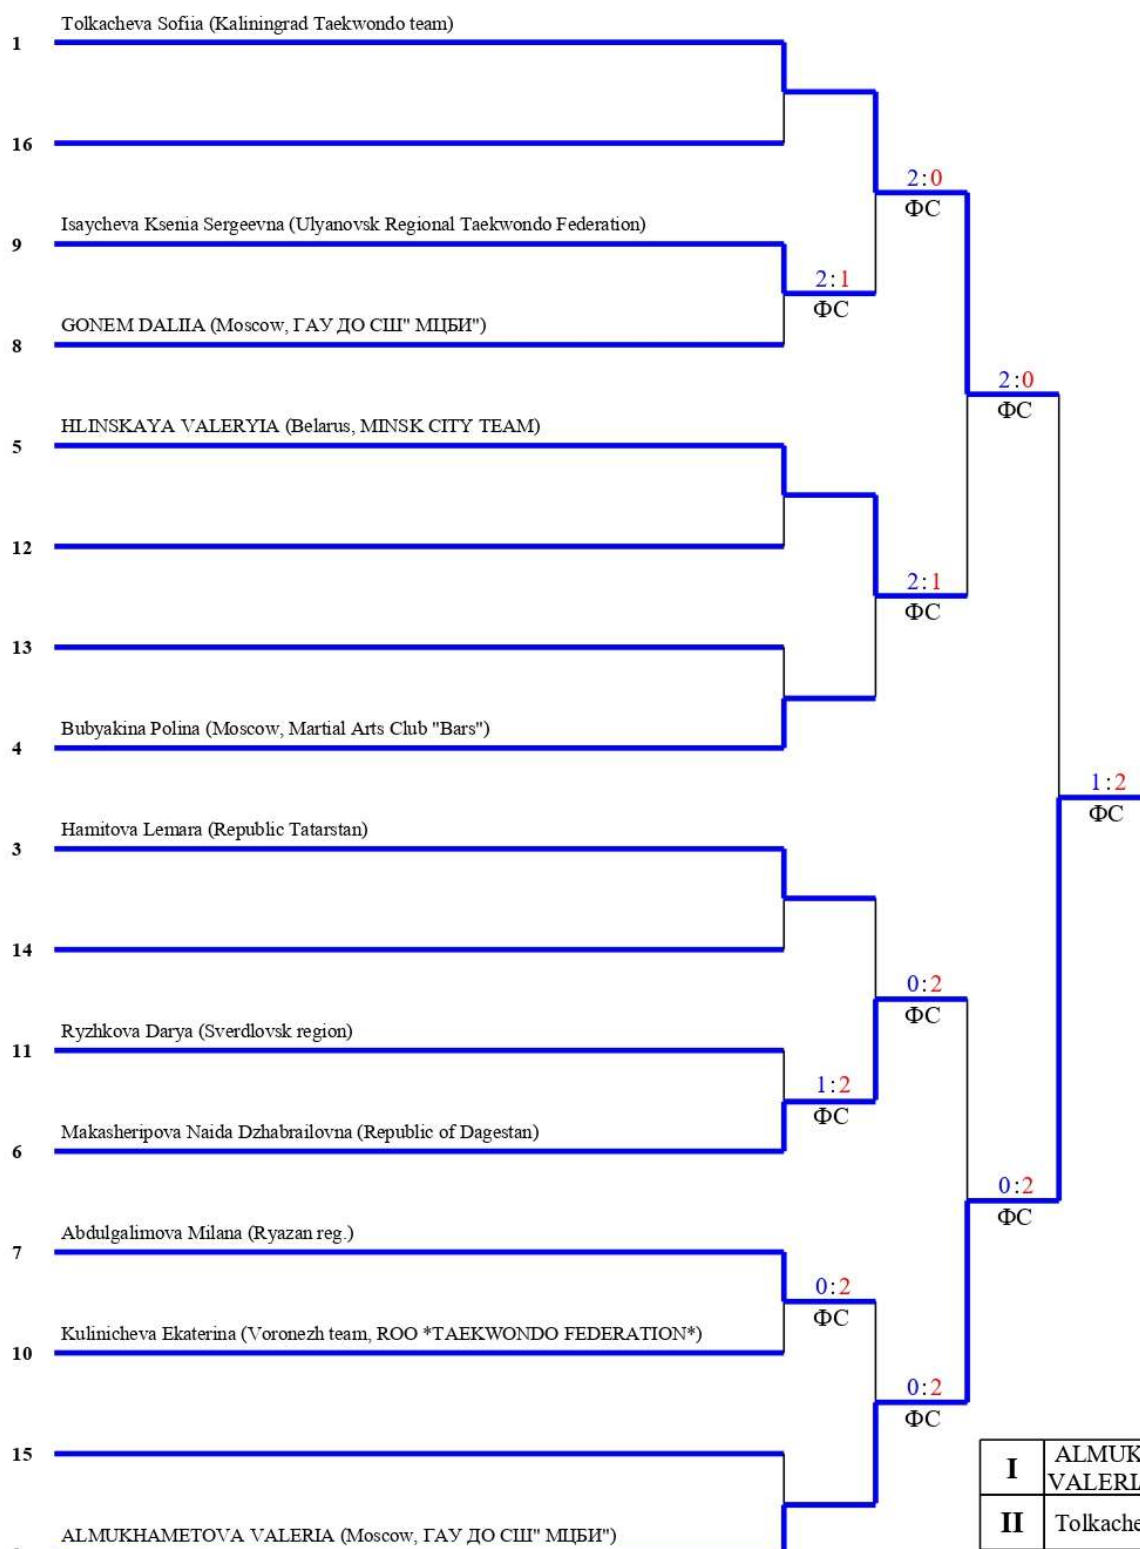 Tolkacheva Sofiia (Kaliningrad Taekwondo team)
1
16
2:0
ФС
Isaycheva Ksenia Sergeevna (Ulyanovsk Regional Taekwondo Federation)
9
2:1
ФС
GONEM DALIIA (Moscow, ГАУ ДО СШ" МЦБИ")
8
2:0
ФС
HLINSKAYA VALERYIA (Belarus, MINSK CITY TEAM)
5
12
2:1
ФС
13
Bubyakina Polina (Moscow, Martial Arts Club "Bars")
4
1:2
ФС
Hamitova Lemara (Republic Tatarstan)
3
14
0:2
ФС
Ryzhkova Darya (Sverdlovsk region)
11
1:2
ФС
Makasheripova Naida Dzhabrailovna (Republic of Dagestan)
6
0:2
ФС
Abdulgalimova Milana (Ryazan reg.)
7
0:2
ФС
Kulinicheva Ekaterina (Voronezh team, ROO *TAEKWONDO FEDERATION*)
10
0:2
ФС
15
I ALMUK
VALERI
II Tolkache
ALMUKHAMETOVA VALERIA (Moscow, ГАУ ДО СШ" МЦБИ")